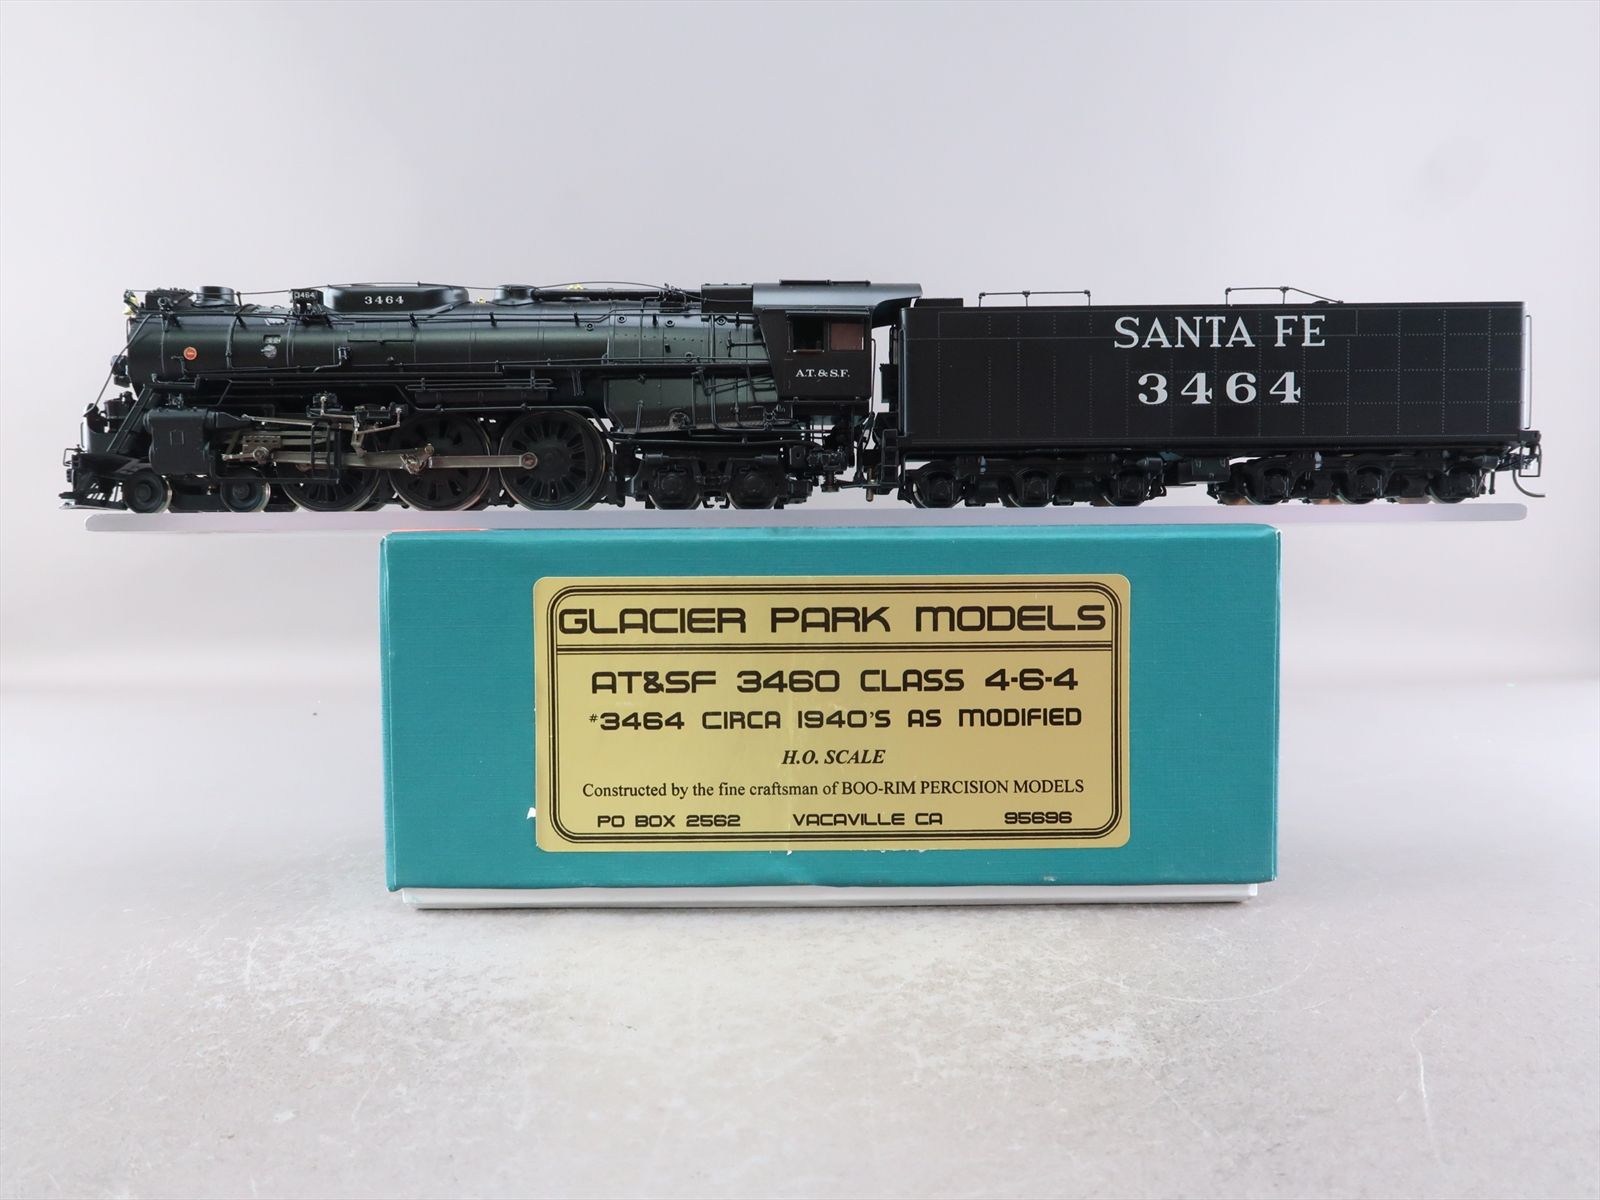 3464
3464
A.T.&S.F.
SANTA FE
3464
GLACIER PARK MODELS
AT&SF 3460 CLASS 4-6-4
#3464 CIRCA 1940'S AS MODIFIED
H.O. SCALE
Constructed by the fine craftsman of BOO-RIM PERCISION MODELS
PO BOX 2562 VACAVILLE CA 95696